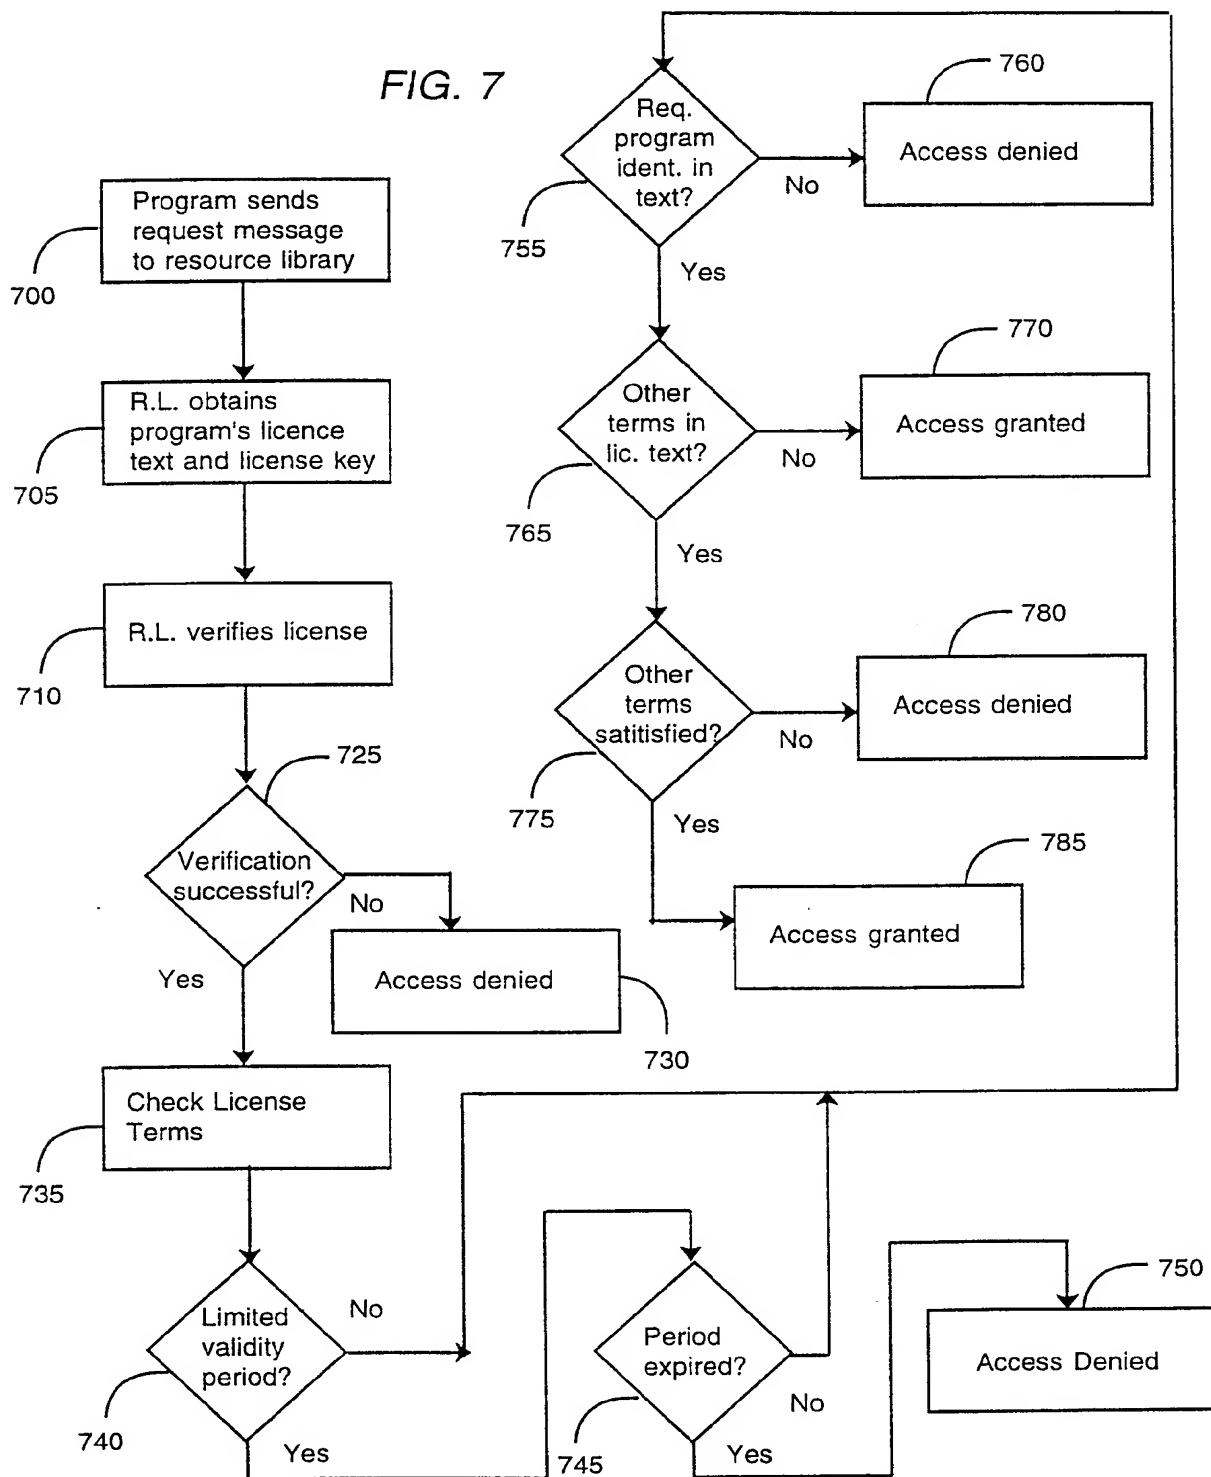 FIG. 7
Program sends
request message
to resource library
700
R.L. obtains
program's licence
text and license key
705
R.L. verifies license
710
725
Verification
successful?
No
Yes
Access denied
730
Check License
Terms
735
Limited
validity
period?
No
740
Yes
Period
expired?
No
745
Yes
750
Access Denied
Req.
program
ident. in
text?
No
755
Yes
760
Access denied
Other
terms in
lic. text?
No
765
Yes
770
Access granted
Other
terms
satitisfied?
No
775
Yes
780
Access denied
785
Access granted